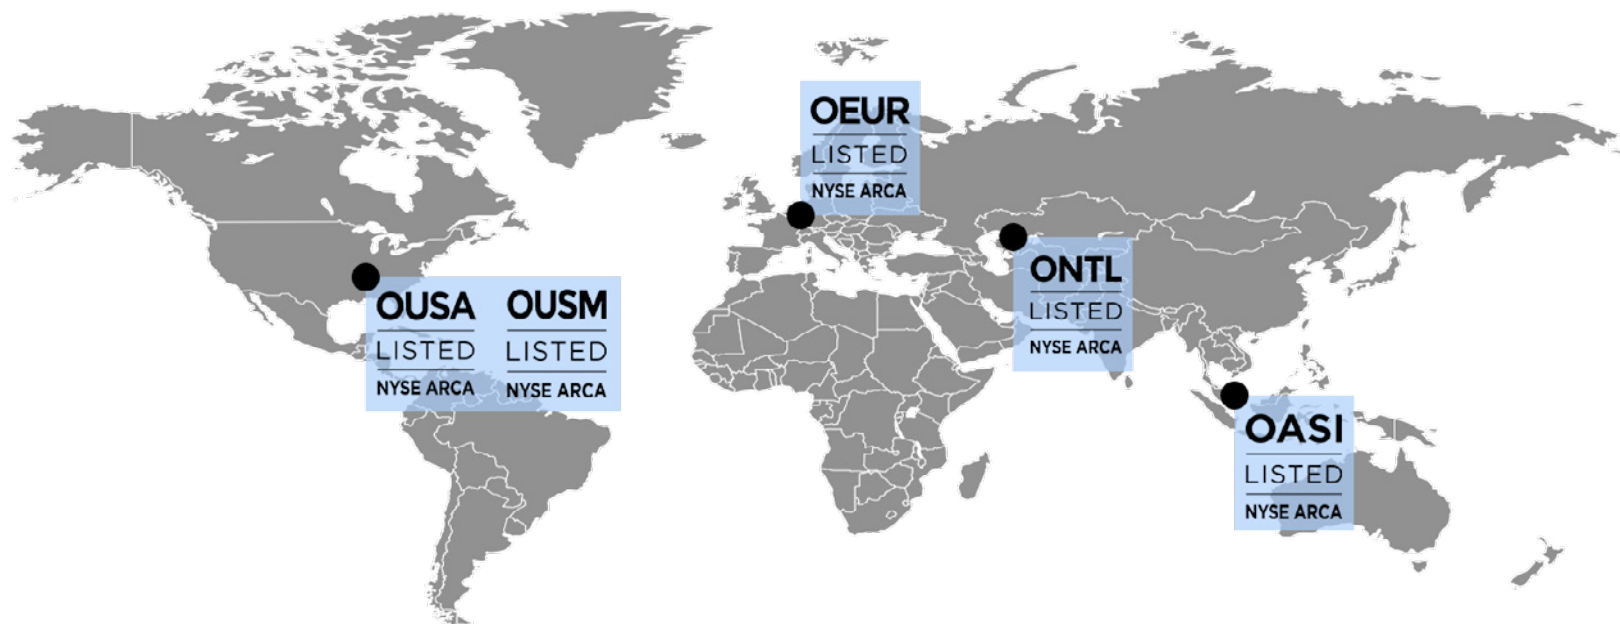 OEUR
LISTED
NYSE ARCA
ONTL
LISTED
NYSE ARCA
OUSA
LISTED
NYSE ARCA
OUSM
LISTED
NYSE ARCA
OASI
LISTED
NYSE ARCA